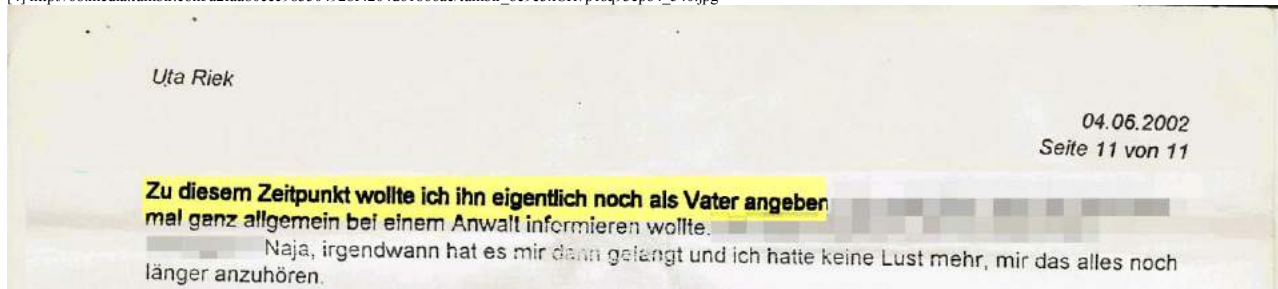 Uta Riek
04.06.2002
Seite 11 von 11
Zu diesem Zeitpunkt wollte ich ihn eigentlich noch als Vater angeben
mal ganz allgemein bei einem Anwalt informieren wollte.
Naja, irgendwann hat es mir dann gelangt und ich hatte keine Lust mehr, mir das alles noch
länger anzuhören.